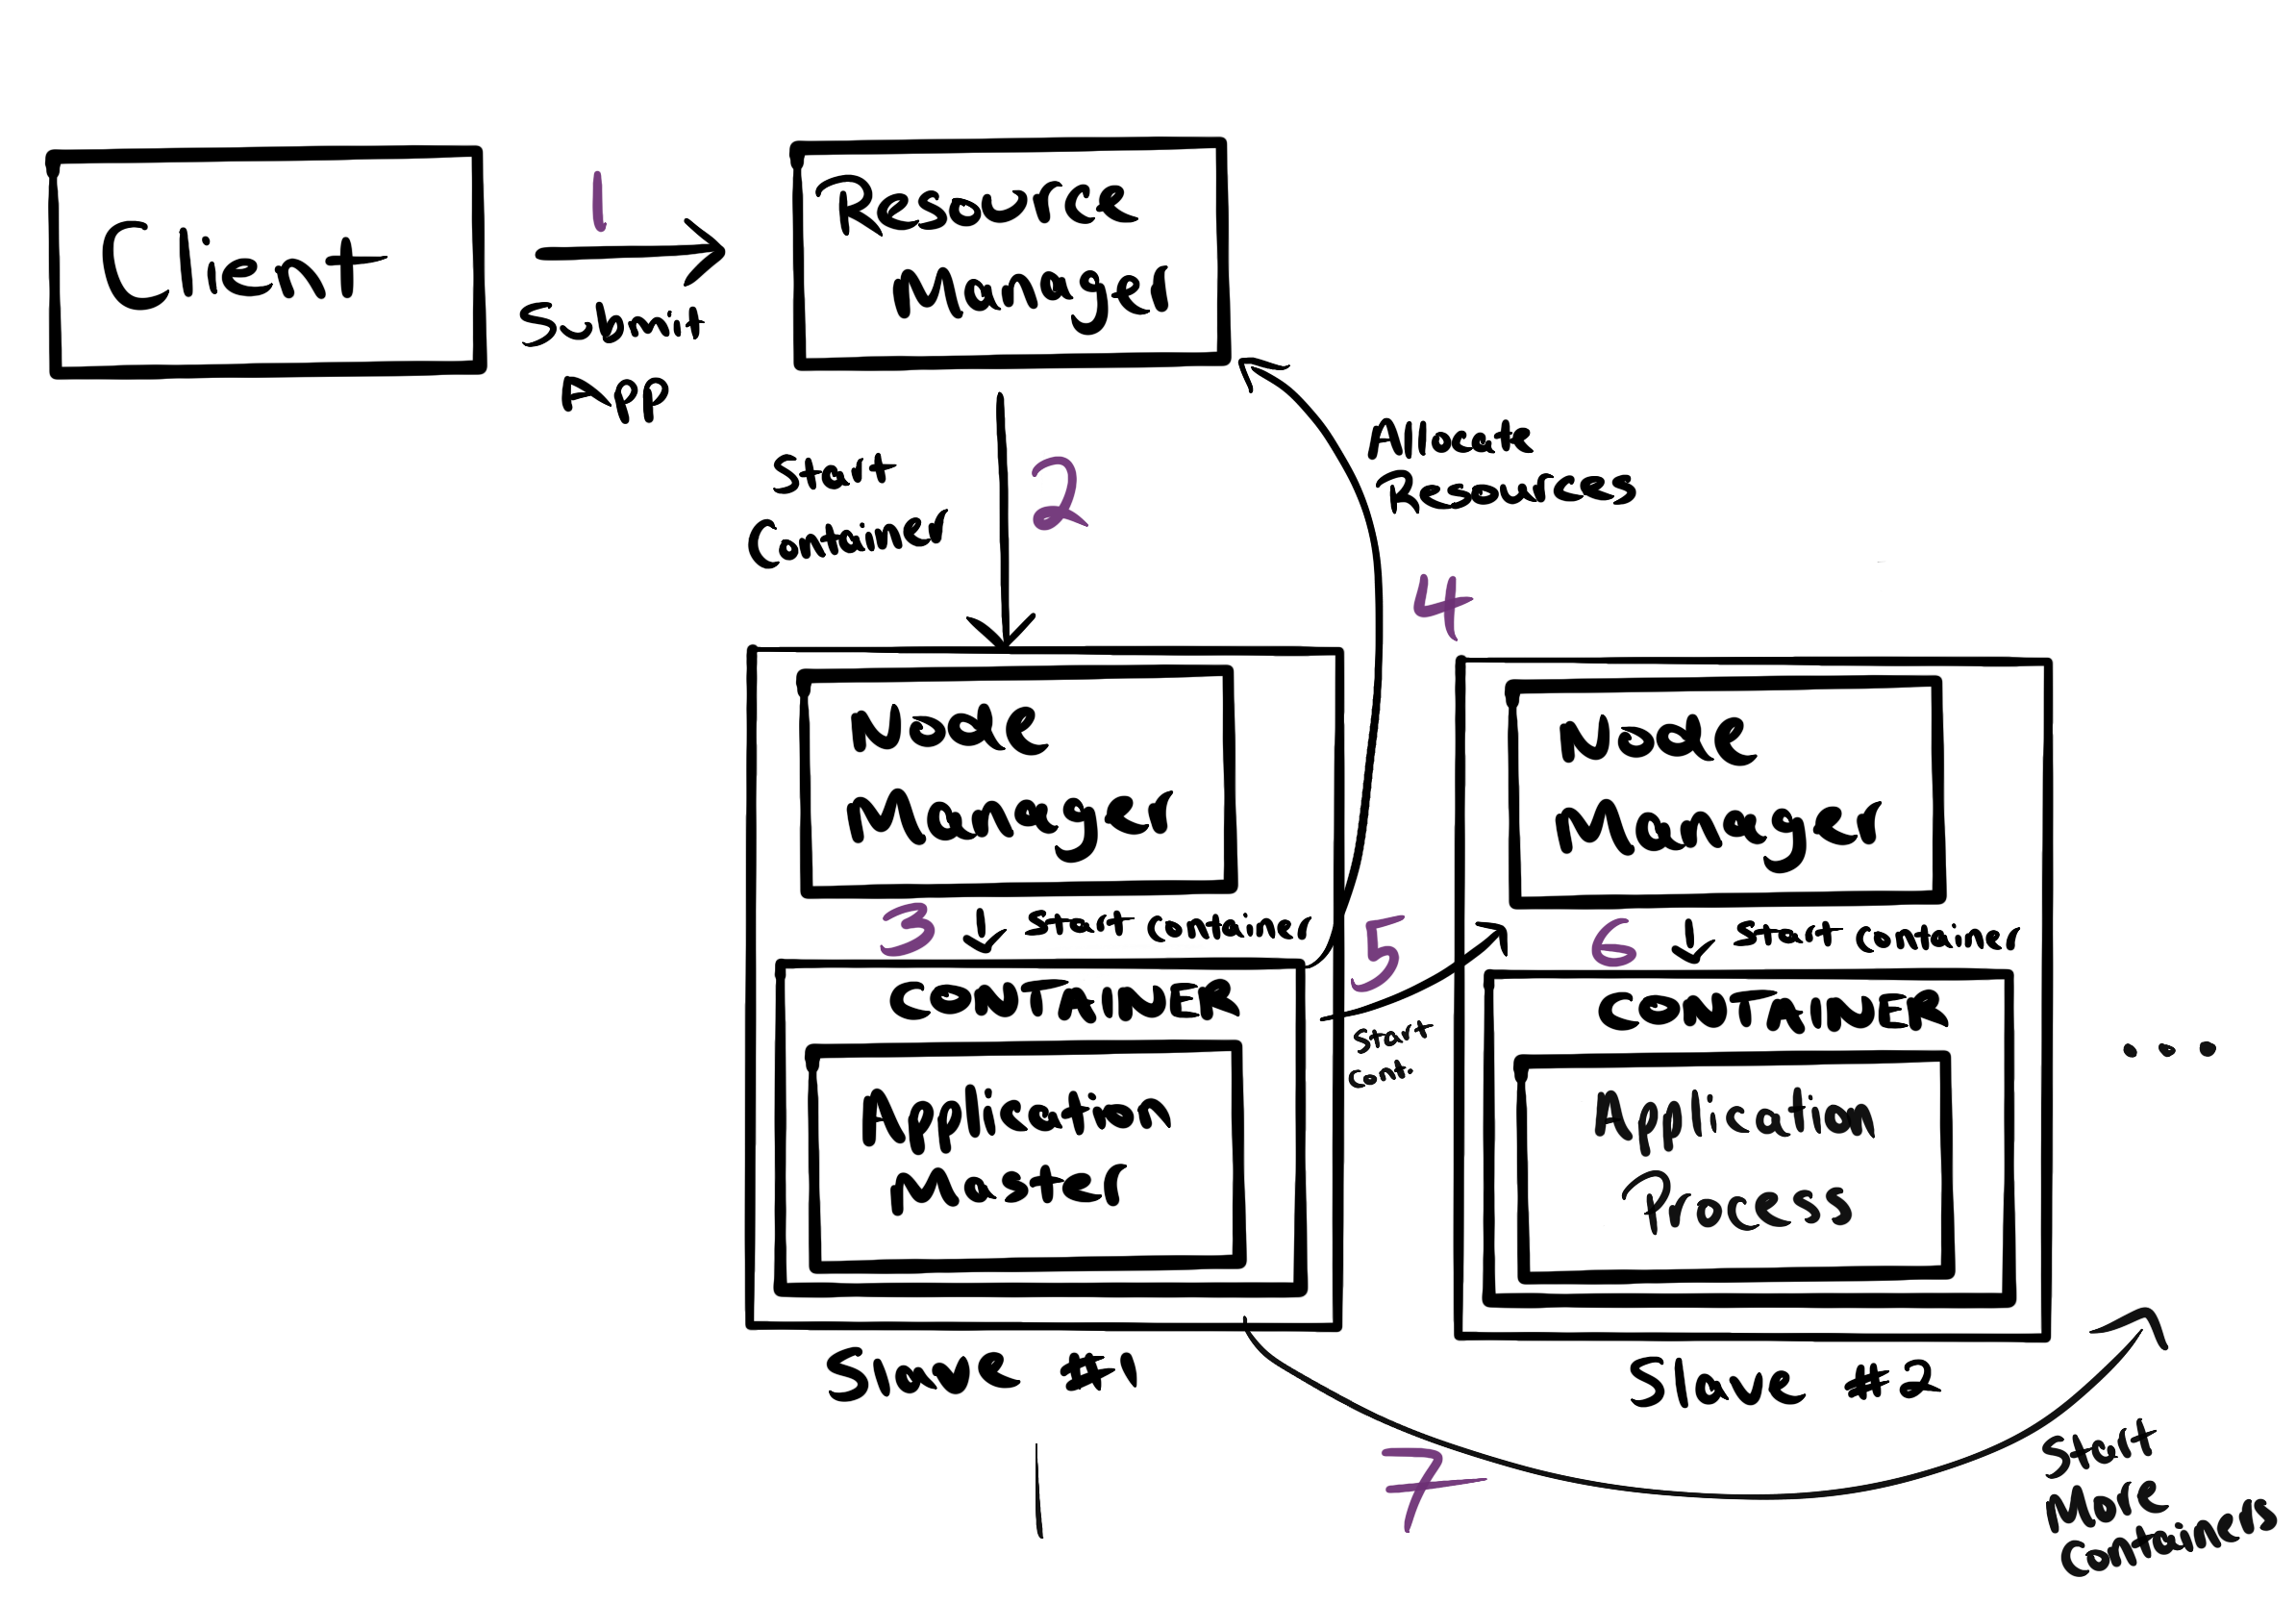 Client
1
Submit
App
Resource
Manager
Start
Container
2
Allocate
Resources
4
Node
Manager
3 Start container
CONTAINER
Application
Master
Slave #1
5
Start
cont.
Node
Manager
6 Start container
CONTAINER
Application
Process
Slave #2
...
7
Start
More
Containers